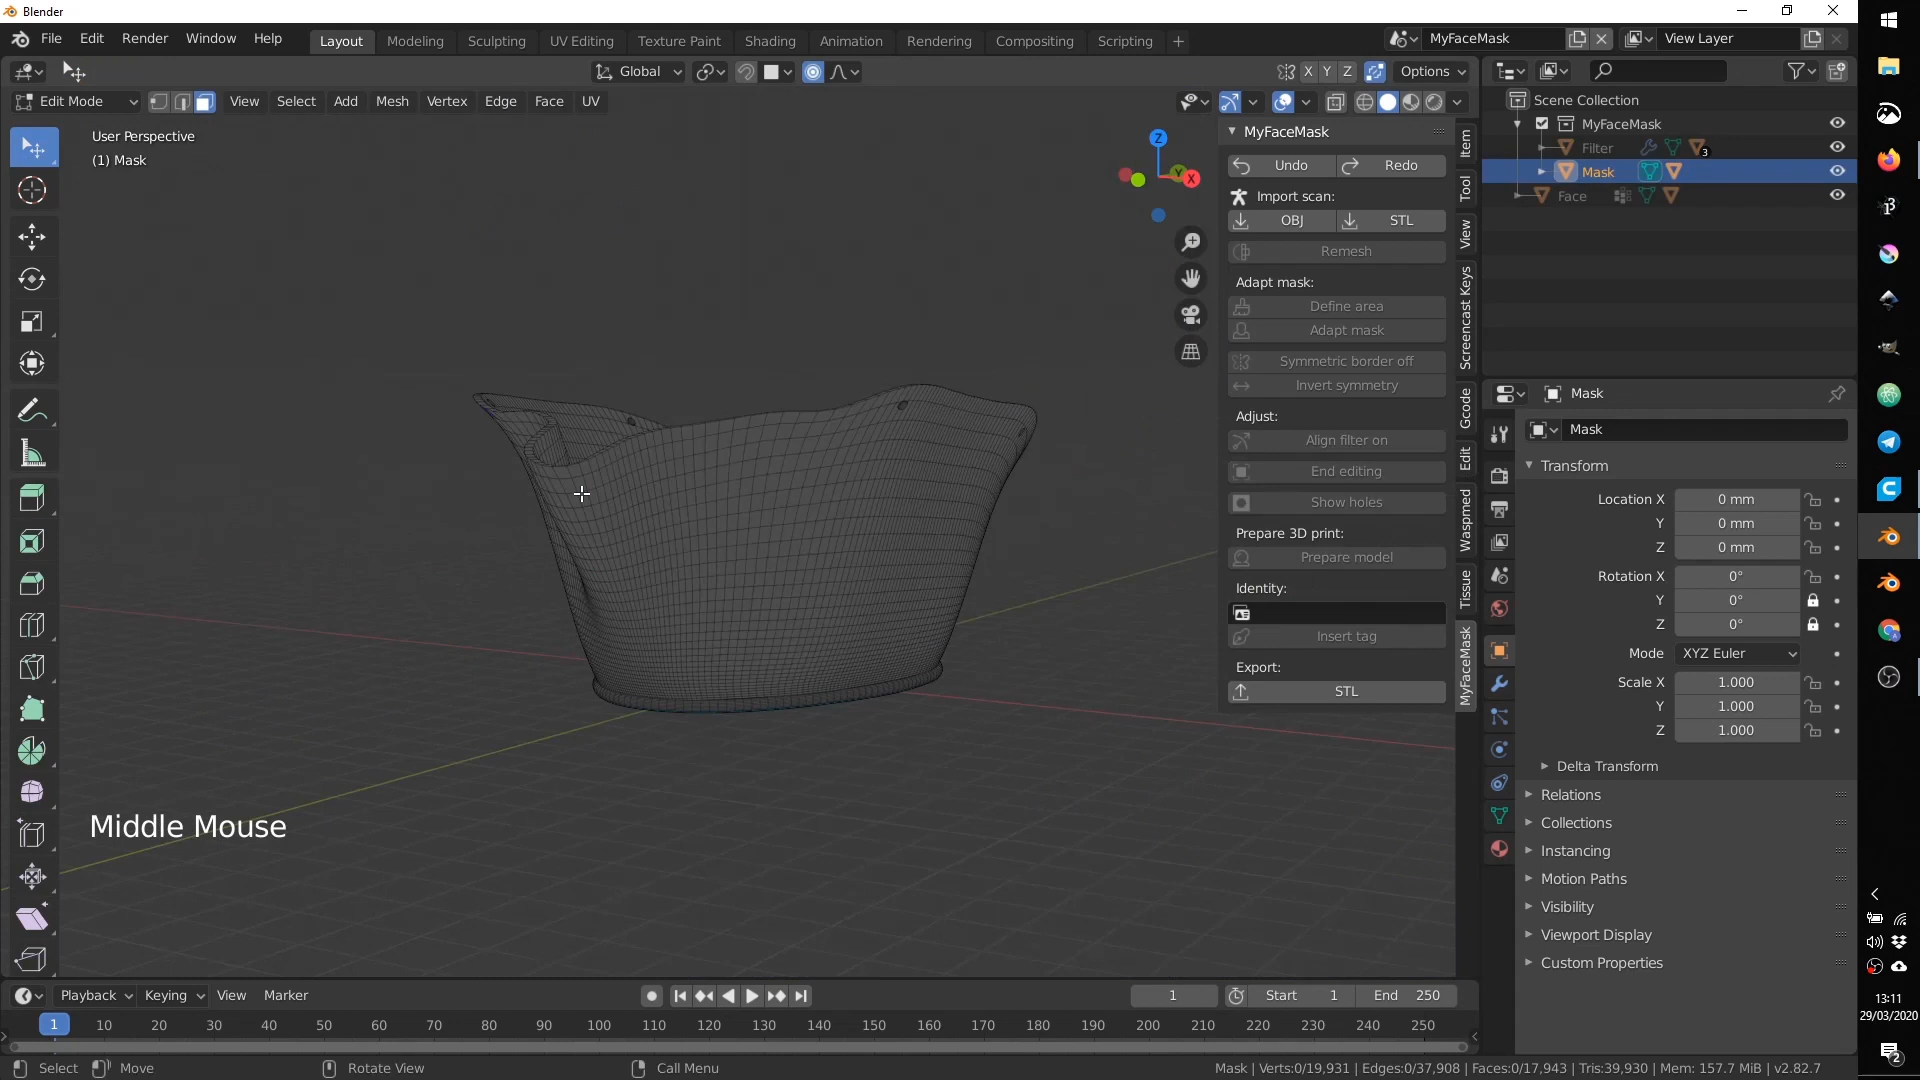 Blender
File Edit Render Window Help
Layout Modeling Sculpting UV Editing Texture Paint Shading Animation Rendering Compositing Scripting +
MyFaceMask
View Layer
Global
X Y Z
Options
Edit Mode
View Select Add Mesh Vertex Edge Face UV
User Perspective
(1) Mask
Z
Y
X
MyFaceMask
Undo
Redo
Import scan:
OBJ
STL
Remesh
Adapt mask:
Define area
Adapt mask
Symmetric border off
Invert symmetry
Adjust:
Align filter on
End editing
Show holes
Prepare 3D print:
Prepare model
Identity:
Insert tag
Export:
STL
Item
Tool
View
Screencast Keys
Gcode
Edit
Waspmed
Tissue
MyFaceMask
Scene Collection
MyFaceMask
Filter
3
Mask
Face
Mask
Mask
Transform
Location X 0 mm
Y 0 mm
Z 0 mm
Rotation X 0°
Y 0°
Z 0°
Mode XYZ Euler
Scale X 1.000
Y 1.000
Z 1.000
Delta Transform
Relations
Collections
Instancing
Motion Paths
Visibility
Viewport Display
Custom Properties
Middle Mouse
Playback Keying View Marker
1
Start 1
End 250
1 10 20 30 40 50 60 70 80 90 100 110 120 130 140 150 160 170 180 190 200 210 220 230 240 250
Select
Move
Rotate View
Call Menu
Mask | Verts:0/19,931 | Edges:0/37,908 | Faces:0/17,943 | Tris:39,930 | Mem: 157.7 MiB | v2.82.7
13:11
29/03/2020
2